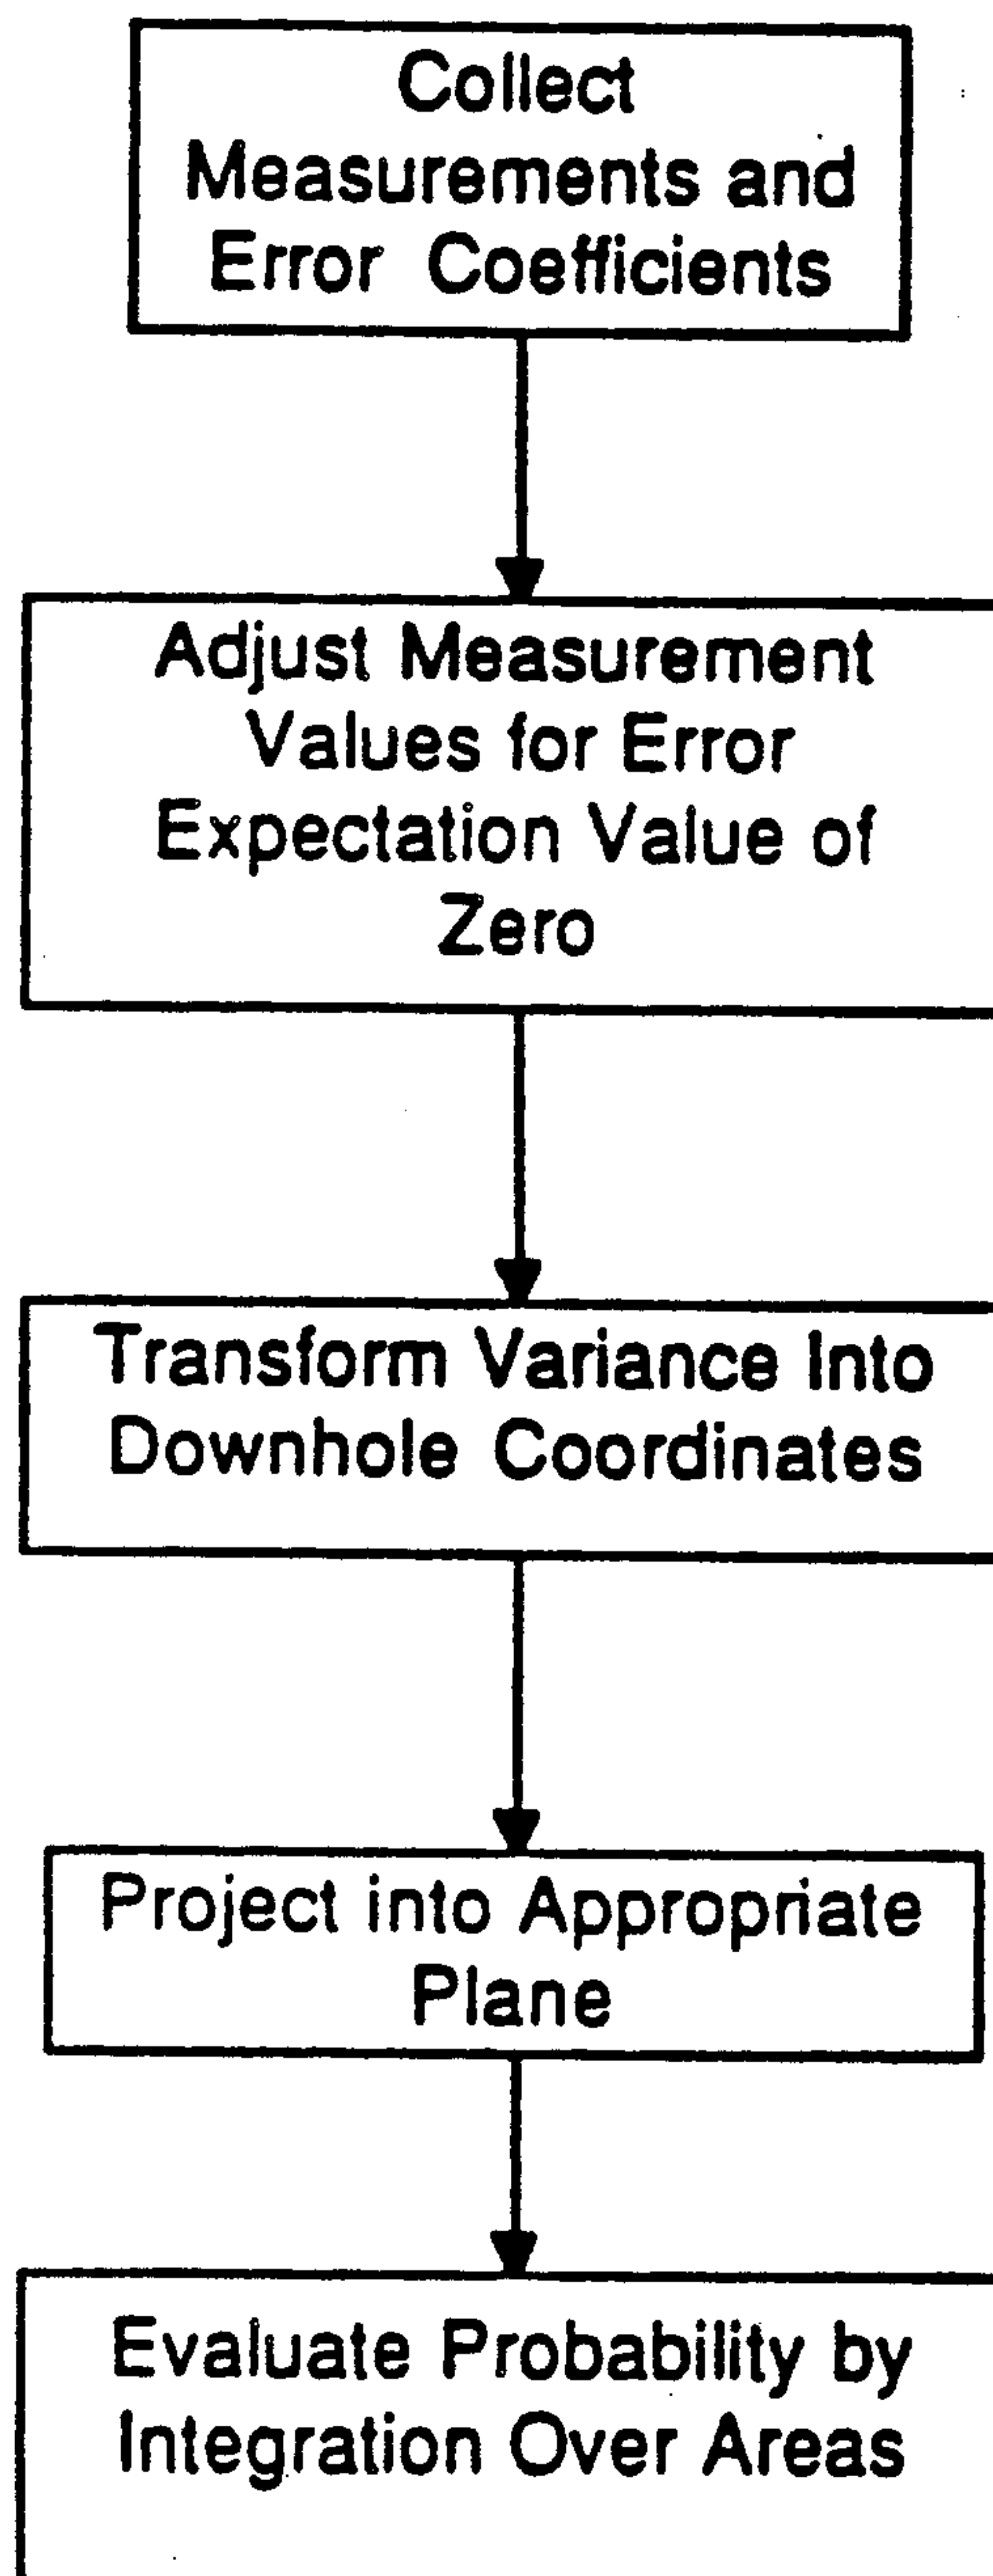 Collect
Measurements and
Error Coefficients
Adjust Measurement
Values for Error
Expectation Value of
Zero
Transform Variance Into
Downhole Coordinates
Project into Appropriate
Plane
Evaluate Probability by
Integration Over Areas